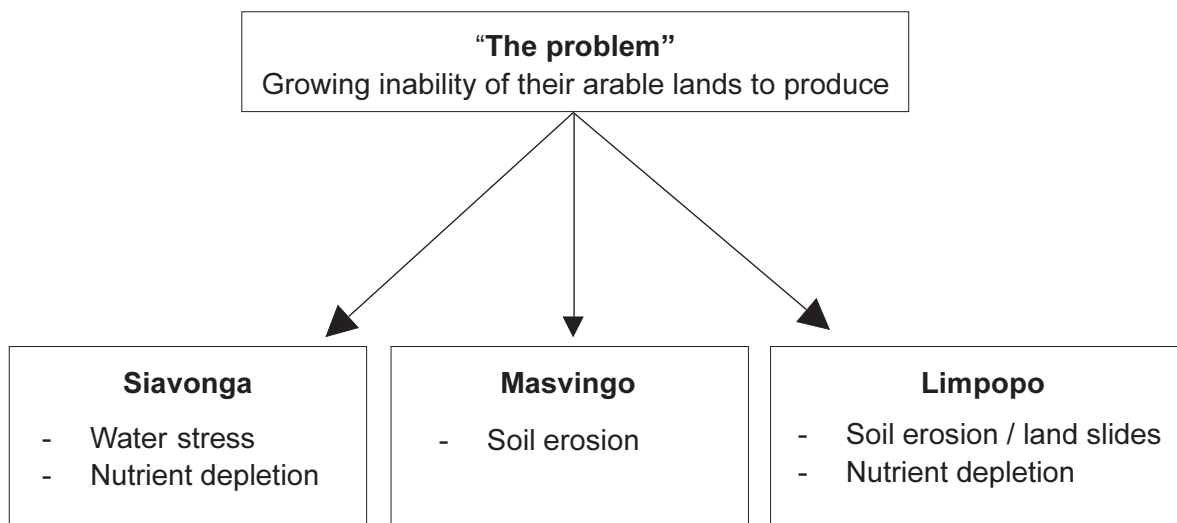 “The problem”
Growing inability of their arable lands to produce
Siavonga
- Water stress
- Nutrient depletion
Masvingo
- Soil erosion
Limpopo
- Soil erosion / land slides
- Nutrient depletion